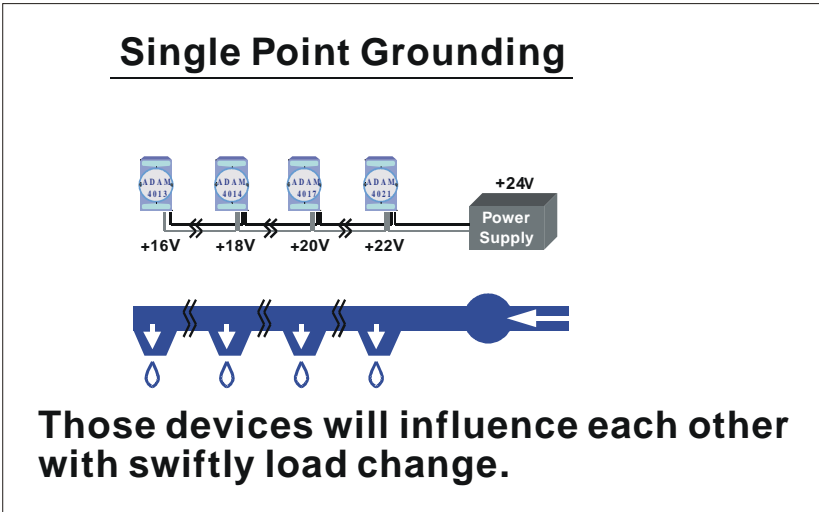 Single Point Grounding
ADAM 4013
ADAM 4014
ADAM 4017
ADAM 4021
+24V
Power
Supply
+16V
+18V
+20V
+22V
Those devices will influence each other
with swiftly load change.